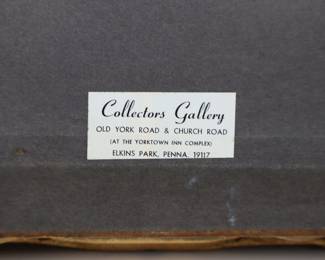 Collectors Gallery
OLD YORK ROAD & CHURCH ROAD
(AT THE YORKTOWN INN COMPLEX)
ELKINS PARK, PENNA. 19117